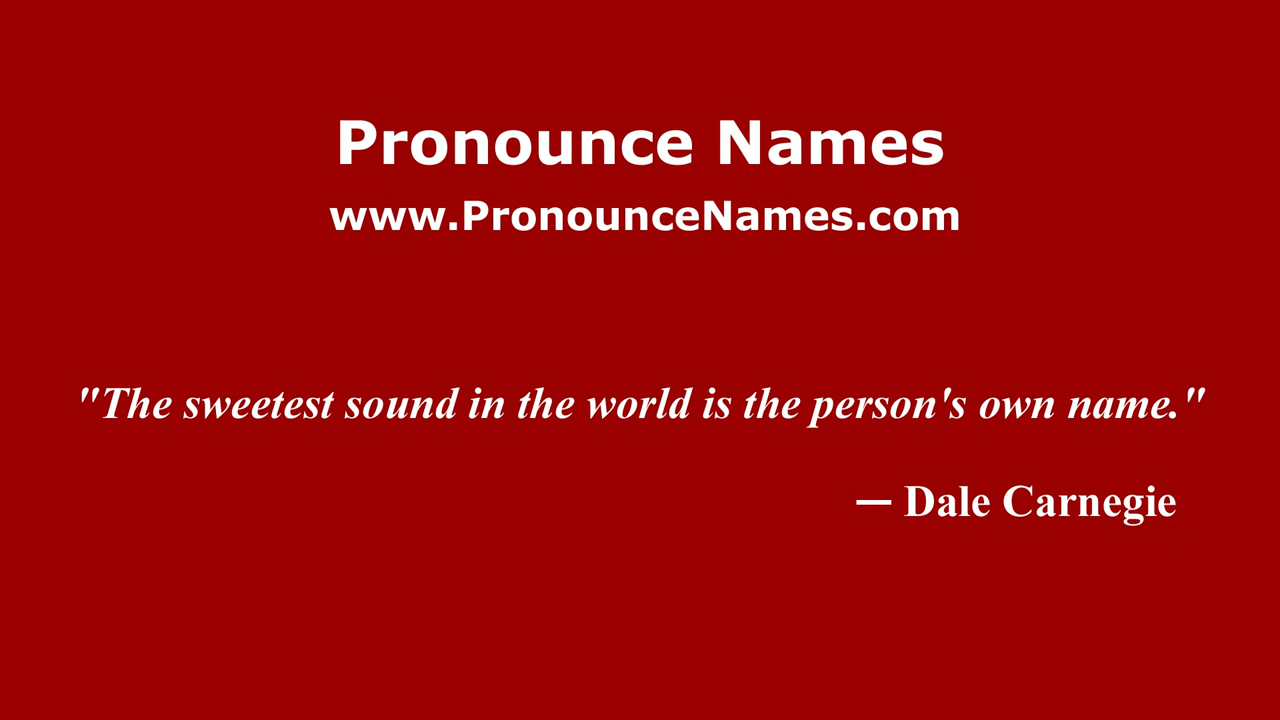 Pronounce Names
www.PronounceNames.com
"The sweetest sound in the world is the person's own name."
— Dale Carnegie